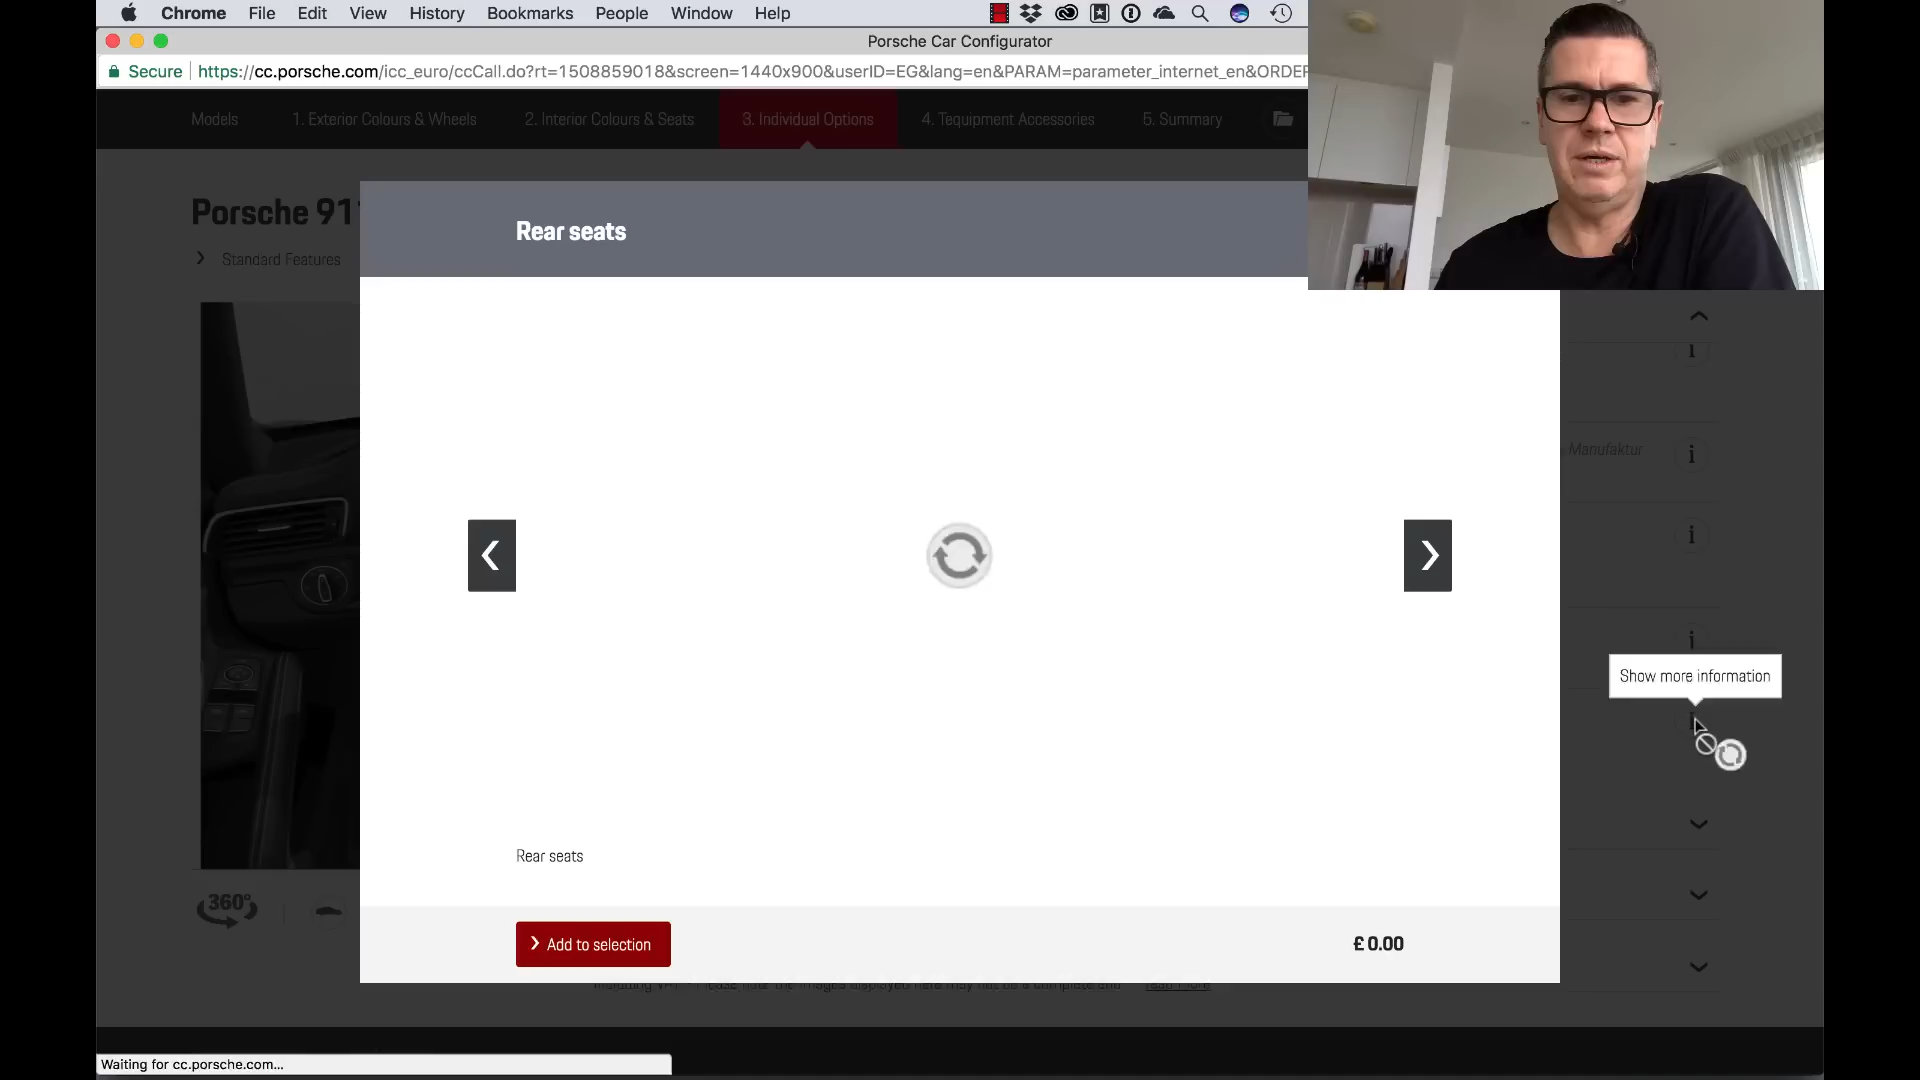 Chrome File Edit View History Bookmarks People Window Help
Porsche Car Configurator
Secure https://cc.porsche.com/icc_euro/ccCall.do?rt=1508859018&screen=1440x900&userID=EG&lang=en&PARAM=parameter_internet_en&ORDER
Models 1. Exterior Colours & Wheels 2. Interior Colours & Seats 3. Individual Options 4. Tequipment Accessories 5. Summary
Porsche 911
Standard Features
Rear seats
i
Manufaktur i
i
i
Show more information
Rear seats
360°
Add to selection £ 0.00
read more
Waiting for cc.porsche.com...